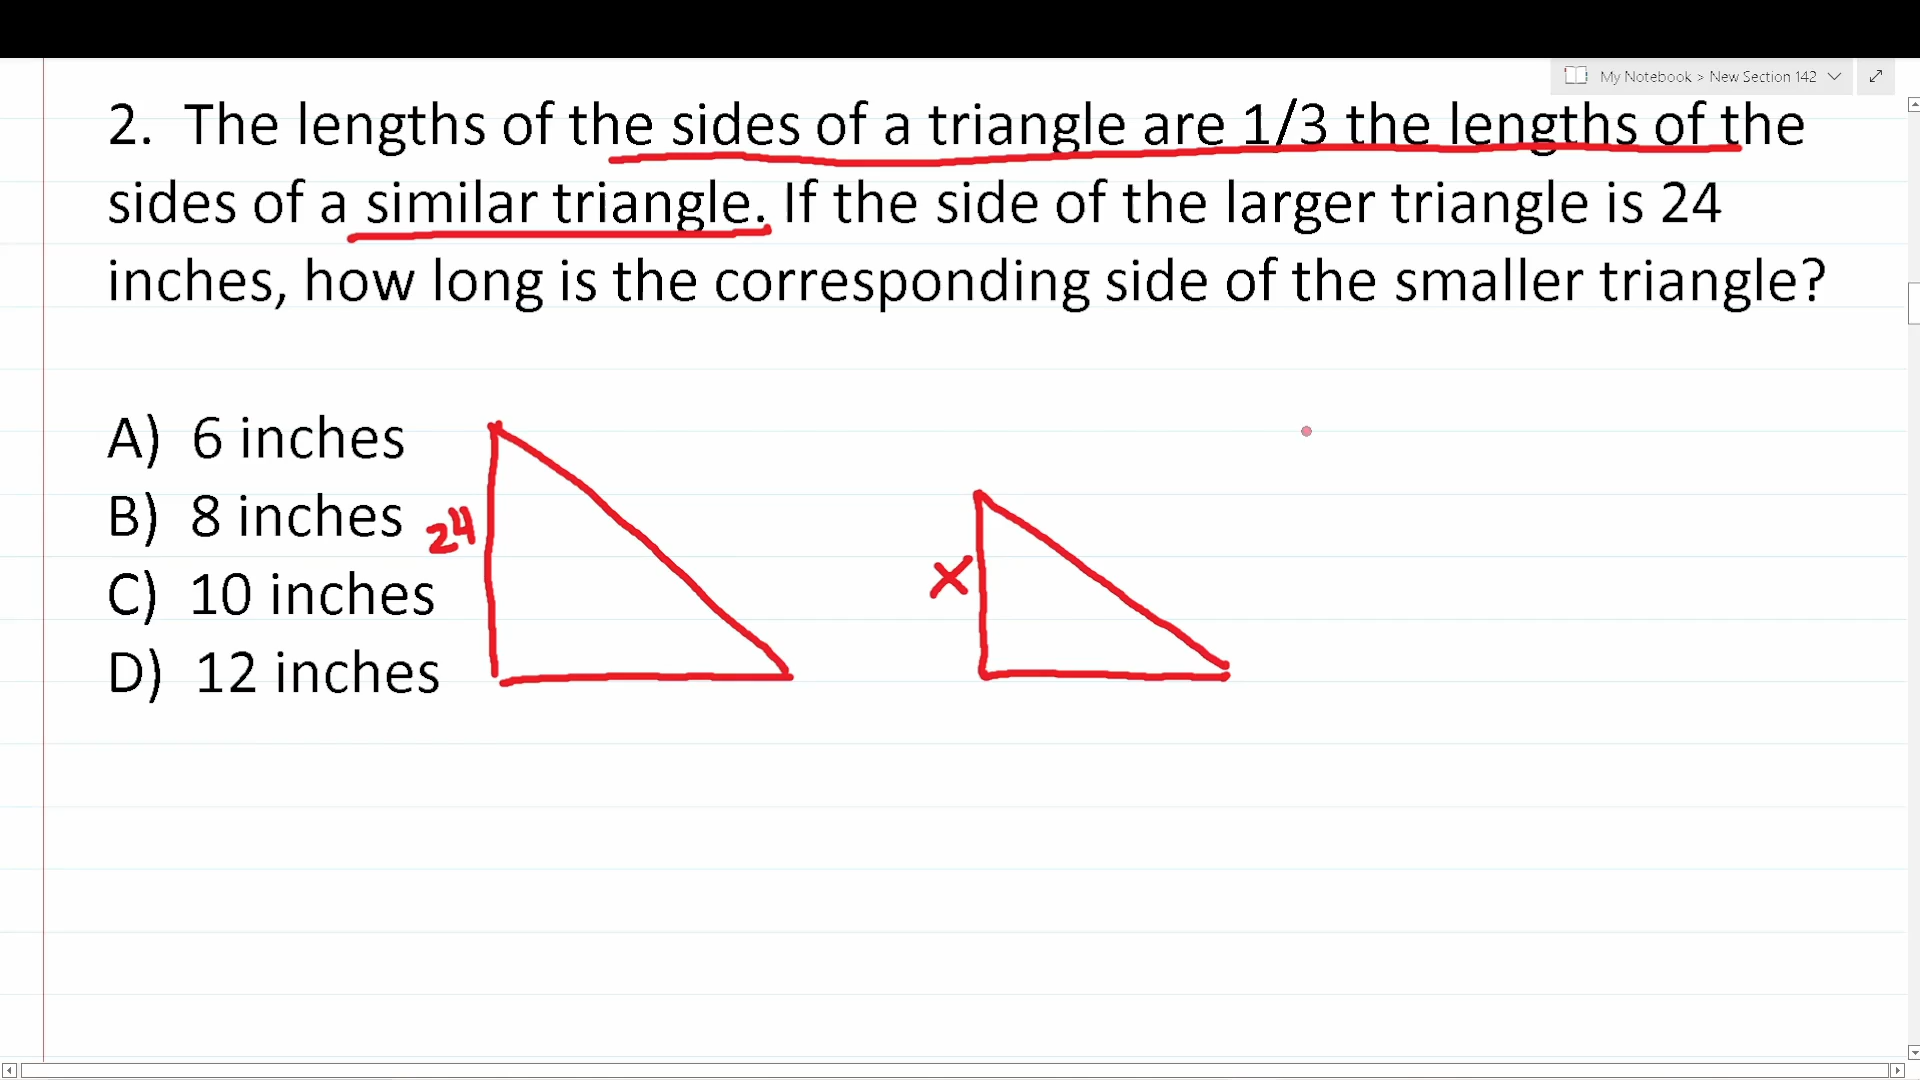 My Notebook > New Section 142
2. The lengths of the sides of a triangle are 1/3 the lengths of the
sides of a similar triangle. If the side of the larger triangle is 24
inches, how long is the corresponding side of the smaller triangle?
A) 6 inches
B) 8 inches
C) 10 inches
D) 12 inches
24
x